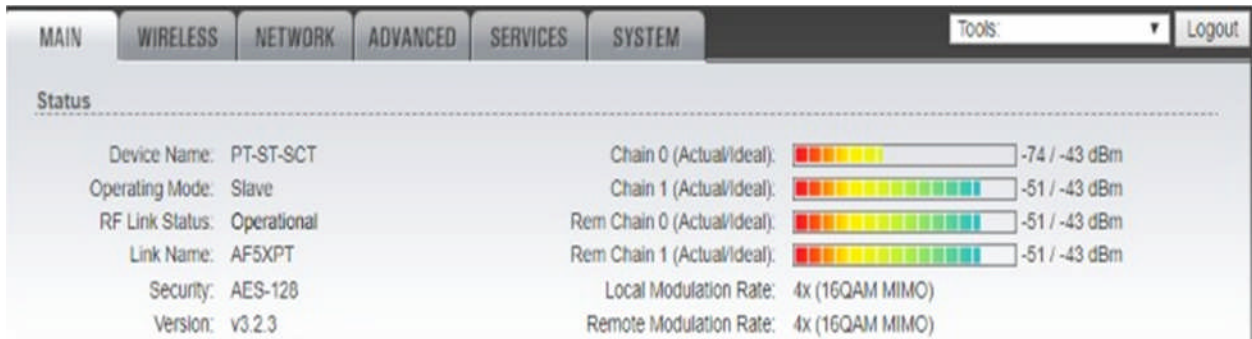 MAIN WIRELESS NETWORK ADVANCED SERVICES SYSTEM Tools: Logout
Status
Device Name: PT-ST-SCT Chain 0 (Actual/Ideal): -74 / -43 dBm
Operating Mode: Slave Chain 1 (Actual/Ideal): -51 / -43 dBm
RF Link Status: Operational Rem Chain 0 (Actual/Ideal): -51 / -43 dBm
Link Name: AF5XPT Rem Chain 1 (Actual/Ideal): -51 / -43 dBm
Security: AES-128 Local Modulation Rate: 4x (16QAM MIMO)
Version: v3.2.3 Remote Modulation Rate: 4x (16QAM MIMO)